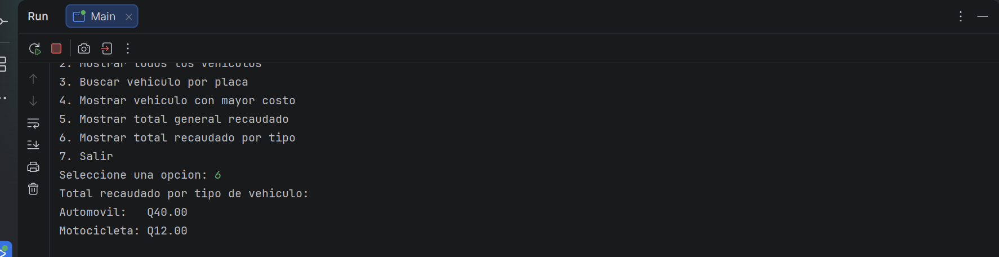 Run
Main
2. Mostrar todos los vehiculos
3. Buscar vehiculo por placa
4. Mostrar vehiculo con mayor costo
5. Mostrar total general recaudado
6. Mostrar total recaudado por tipo
7. Salir
Seleccione una opcion: 6
Total recaudado por tipo de vehiculo:
Automovil:   Q40.00
Motocicleta: Q12.00